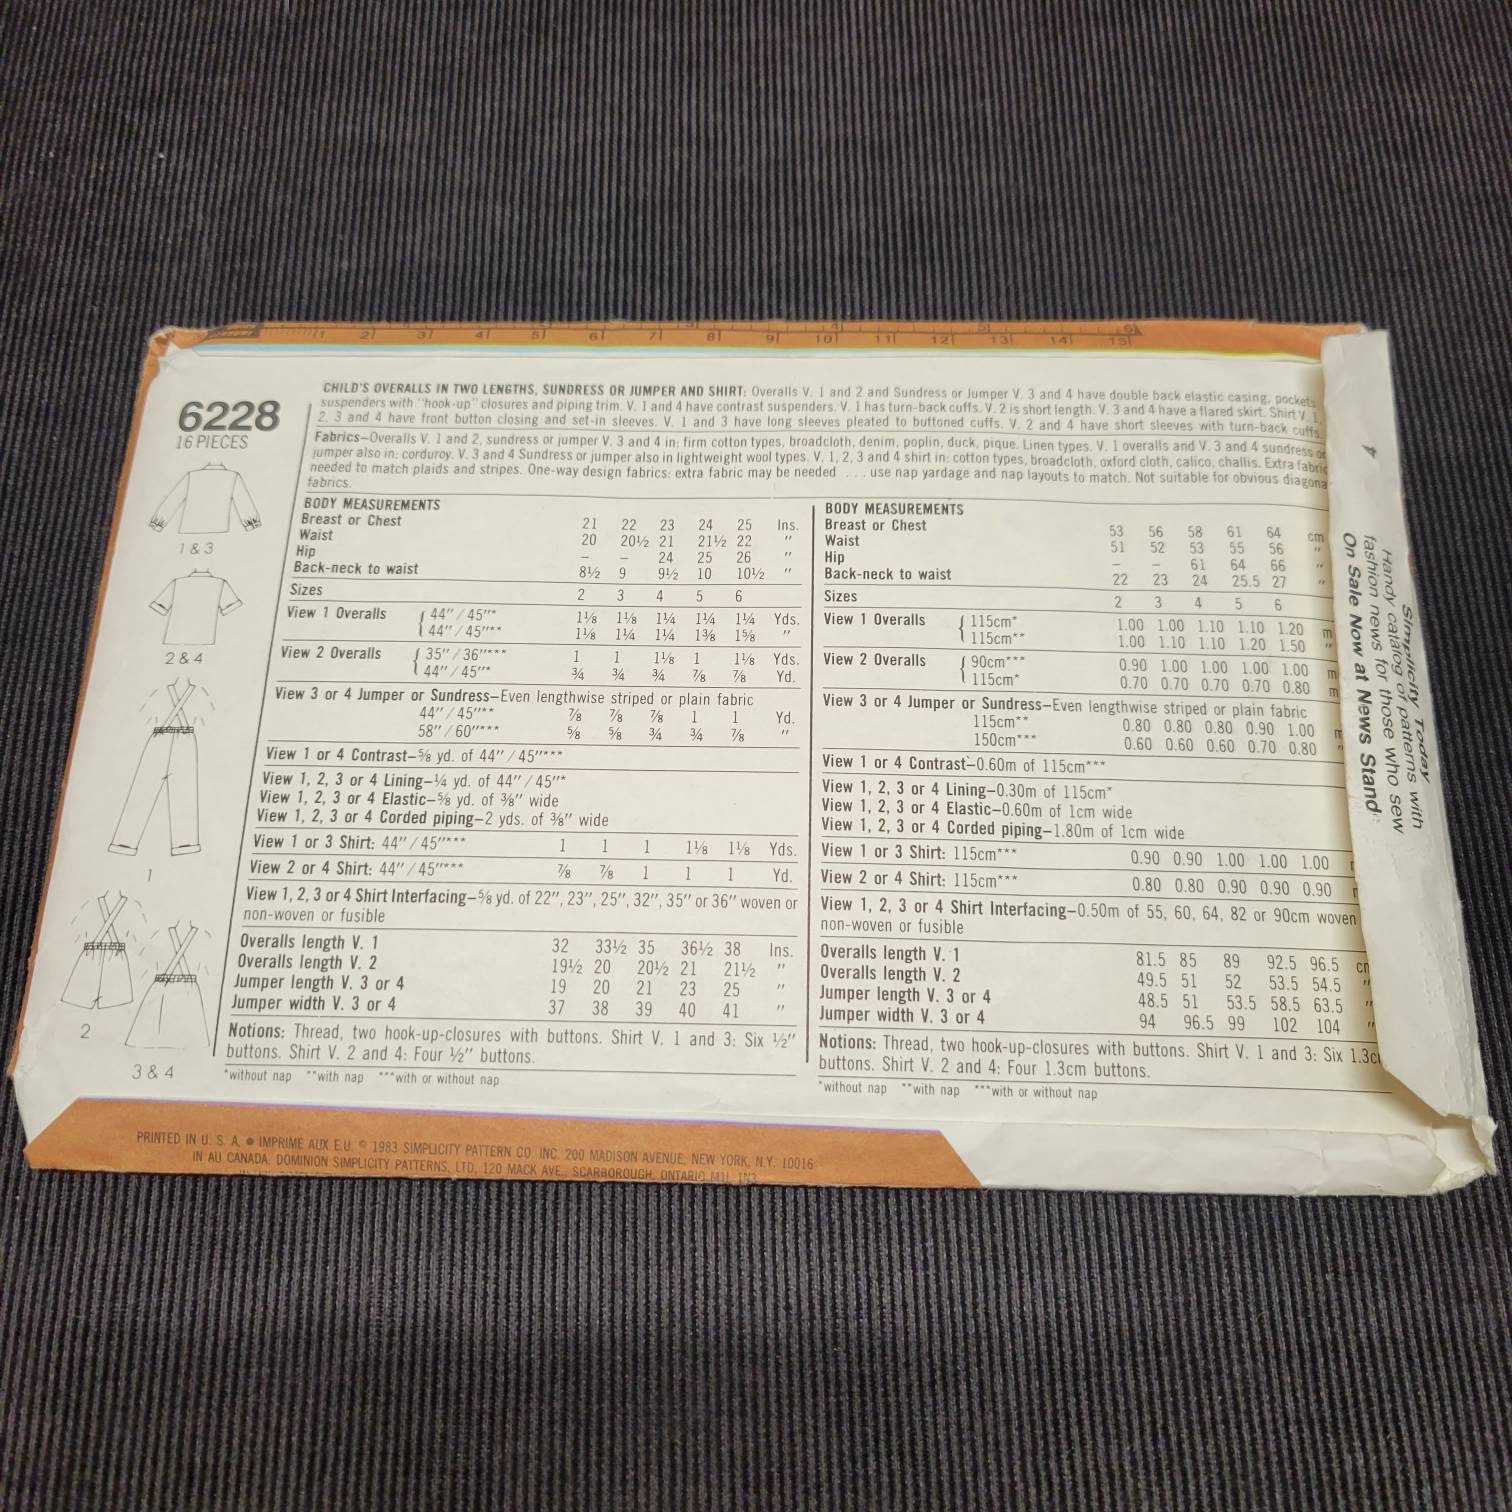 1 2 3 4 5 6 7 8 9 10 11 12 13 14 15
4 5 6
6228
16 PIECES
1 & 3
2 & 4
1
2
3 & 4
CHILD'S OVERALLS IN TWO LENGTHS, SUNDRESS OR JUMPER AND SHIRT: Overalls V. 1 and 2 and Sundress or Jumper V. 3 and 4 have double back elastic casing, pockets
suspenders with "hook-up" closures and piping trim. V. 1 and 4 have contrast suspenders. V. 1 has turn-back cuffs. V. 2 is short length. V. 3 and 4 have a flared skirt. Shirt V. 1,
2, 3 and 4 have front button closing and set-in sleeves. V. 1 and 3 have long sleeves pleated to buttoned cuffs. V. 2 and 4 have short sleeves with turn-back cuffs.
Fabrics—Overalls V. 1 and 2, sundress or jumper V. 3 and 4 in: firm cotton types, broadcloth, denim, poplin, duck, pique. Linen types. V. 1 overalls and V. 3 and 4 sundress or
jumper also in: corduroy. V. 3 and 4 Sundress or jumper also in lightweight wool types. V. 1, 2, 3 and 4 shirt in: cotton types, broadcloth, oxford cloth, calico, challis. Extra fabric
needed to match plaids and stripes. One-way design fabrics: extra fabric may be needed . . . use nap yardage and nap layouts to match. Not suitable for obvious diagona
fabrics.
BODY MEASUREMENTS
Breast or Chest 21 22 23 24 25 Ins.
Waist 20 20½ 21 21½ 22 "
Hip – – 24 25 26 "
Back-neck to waist 8½ 9 9½ 10 10½ "
Sizes 2 3 4 5 6
View 1 Overalls { 44"/45"* 1⅛ 1⅛ 1¼ 1¼ 1¼ Yds.
{ 44"/45"** 1⅛ 1¼ 1¼ 1⅜ 1⅝ "
View 2 Overalls { 35"/36"*** 1 1 1⅛ 1 1⅛ Yds.
{ 44"/45"* ¾ ¾ ¾ ⅞ ⅞ Yd.
View 3 or 4 Jumper or Sundress—Even lengthwise striped or plain fabric
44"/45"** ⅞ ⅞ ⅞ 1 1 Yd.
58"/60"*** ⅝ ⅝ ¾ ¾ ⅞ "
View 1 or 4 Contrast—⅝ yd. of 44"/45"***
View 1, 2, 3 or 4 Lining—¼ yd. of 44"/45"*
View 1, 2, 3 or 4 Elastic—⅝ yd. of ⅜" wide
View 1, 2, 3 or 4 Corded piping—2 yds. of ⅜" wide
View 1 or 3 Shirt: 44"/45"*** 1 1 1 1⅛ 1⅛ Yds.
View 2 or 4 Shirt: 44"/45"*** ⅞ ⅞ 1 1 1 Yd.
View 1, 2, 3 or 4 Shirt Interfacing—⅝ yd. of 22", 23", 25", 32", 35" or 36" woven or
non-woven or fusible
Overalls length V. 1 32 33½ 35 36½ 38 Ins.
Overalls length V. 2 19½ 20 20½ 21 21½ "
Jumper length V. 3 or 4 19 20 21 23 25 "
Jumper width V. 3 or 4 37 38 39 40 41 "
Notions: Thread, two hook-up-closures with buttons. Shirt V. 1 and 3: Six ½"
buttons. Shirt V. 2 and 4: Four ½" buttons.
*without nap **with nap ***with or without nap
BODY MEASUREMENTS
Breast or Chest 53 56 58 61 64 cm
Waist 51 52 53 55 56 "
Hip – – 61 64 66 "
Back-neck to waist 22 23 24 25.5 27 "
Sizes 2 3 4 5 6
View 1 Overalls { 115cm* 1.00 1.00 1.10 1.10 1.20 m
{ 115cm** 1.00 1.10 1.10 1.20 1.50 "
View 2 Overalls { 90cm*** 0.90 1.00 1.00 1.00 1.00 m
{ 115cm* 0.70 0.70 0.70 0.70 0.80 m
View 3 or 4 Jumper or Sundress—Even lengthwise striped or plain fabric
115cm** 0.80 0.80 0.80 0.90 1.00 m
150cm*** 0.60 0.60 0.60 0.70 0.80 "
View 1 or 4 Contrast—0.60m of 115cm***
View 1, 2, 3 or 4 Lining—0.30m of 115cm*
View 1, 2, 3 or 4 Elastic—0.60m of 1cm wide
View 1, 2, 3 or 4 Corded piping—1.80m of 1cm wide
View 1 or 3 Shirt: 115cm*** 0.90 0.90 1.00 1.00 1.00
View 2 or 4 Shirt: 115cm*** 0.80 0.80 0.90 0.90 0.90
View 1, 2, 3 or 4 Shirt Interfacing—0.50m of 55, 60, 64, 82 or 90cm woven
non-woven or fusible
Overalls length V. 1 81.5 85 89 92.5 96.5 cm
Overalls length V. 2 49.5 51 52 53.5 54.5 "
Jumper length V. 3 or 4 48.5 51 53.5 58.5 63.5 "
Jumper width V. 3 or 4 94 96.5 99 102 104 "
Notions: Thread, two hook-up-closures with buttons. Shirt V. 1 and 3: Six 1.3c
buttons. Shirt V. 2 and 4: Four 1.3cm buttons.
*without nap **with nap ***with or without nap
Simplicity Today
Handy catalog of patterns with
fashion news for those who sew
On Sale Now at News Stand
PRINTED IN U. S. A. ● IMPRIME AUX E.U. © 1983 SIMPLICITY PATTERN CO. INC. 200 MADISON AVENUE, NEW YORK, N.Y. 10016
IN AU CANADA, DOMINION SIMPLICITY PATTERNS, LTD, 120 MACK AVE., SCARBOROUGH, ONTARIO M1L 1N3